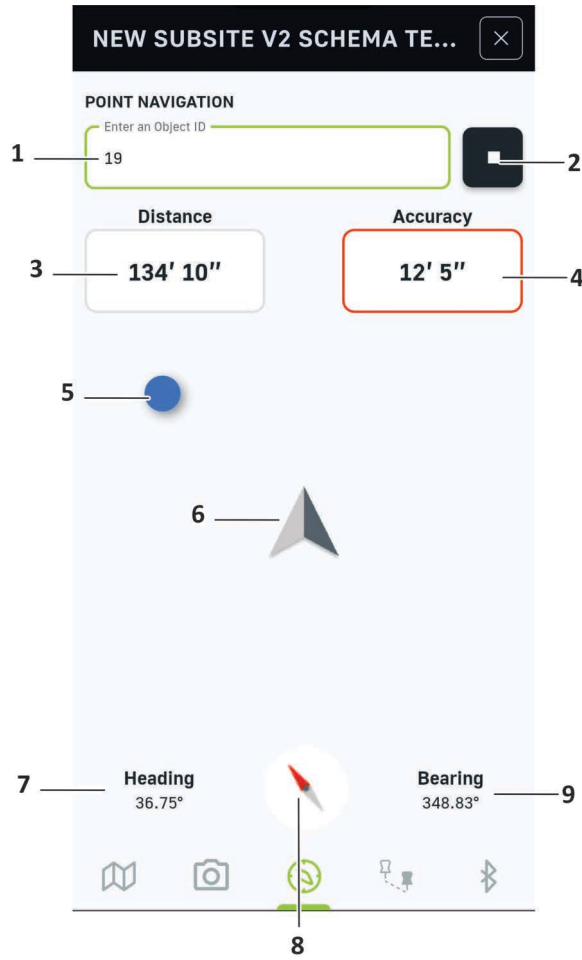 NEW SUBSITE V2 SCHEMA TE...
POINT NAVIGATION
Enter an Object ID
1
19
2
Distance
Accuracy
3
134' 10"
12' 5"
4
5
6
7
Heading
36.75°
Bearing
348.83°
9
8